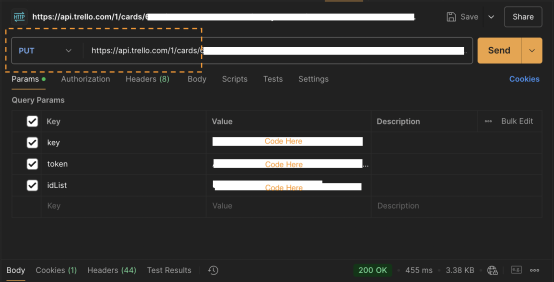 HTTP https://api.trello.com/1/cards/6 Save Share
PUT https://api.trello.com/1/cards/6 Send
Params Authorization Headers (8) Body Scripts Tests Settings Cookies
Query Params
Key Value Description ••• Bulk Edit
key Code Here
token Code Here ...
idList Code Here
Key Value Description
Body Cookies (1) Headers (44) Test Results 200 OK • 455 ms • 3.38 KB •